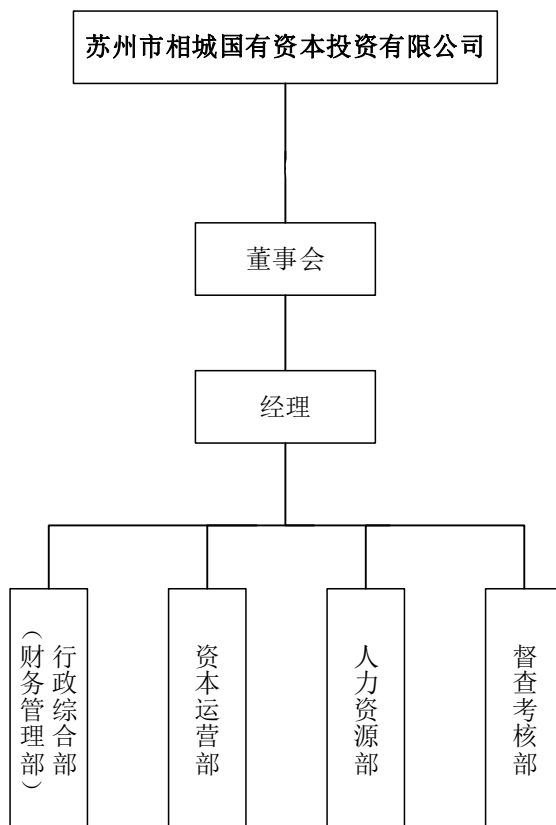 苏州市相城国有资本投资有限公司
董事会
经理
行政综合部
（财务管理部）
资本运营部
人力资源部
督查考核部